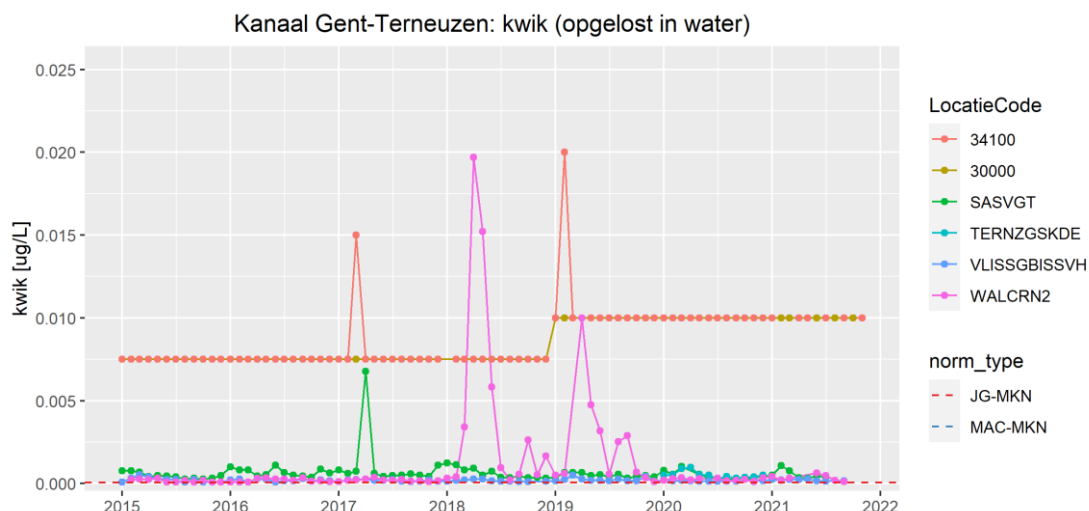 Kanaal Gent-Terneuzen: kwik (opgelost in water)
kwik [ug/L]
0.025
0.020
0.015
0.010
0.005
0.000
2015 2016 2017 2018 2019 2020 2021 2022
LocatieCode
34100
30000
SASVGT
TERNZGSKDE
VLISSGBISSVH
WALCRN2
norm_type
JG-MKN
MAC-MKN